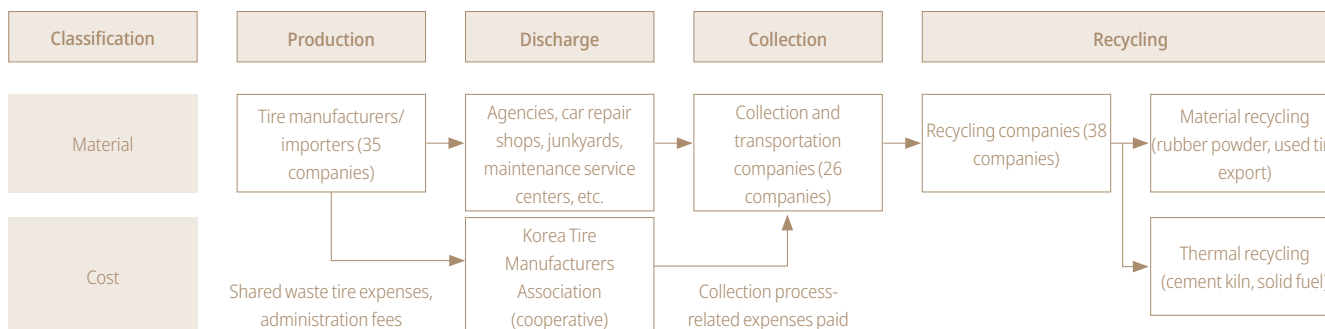 Classification
Production
Discharge
Collection
Recycling
Material
Tire manufacturers/
importers (35
companies)
Agencies, car repair
shops, junkyards,
maintenance service
centers, etc.
Collection and
transportation
companies (26
companies)
Recycling companies (38
companies)
Material recycling
(rubber powder, used
export)
Cost
Shared waste tire expenses,
administration fees
Korea Tire
Manufacturers
Association
(cooperative)
Collection process-
related expenses paid
Thermal recycling
(cement kiln, solid fuel)